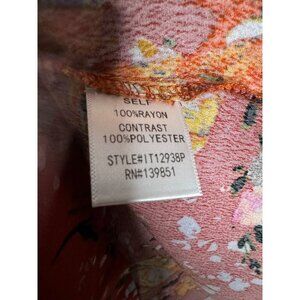 SELF
100%RAYON
CONTRAST
100%POLYESTER
STYLE#IT12938P
RN#139851